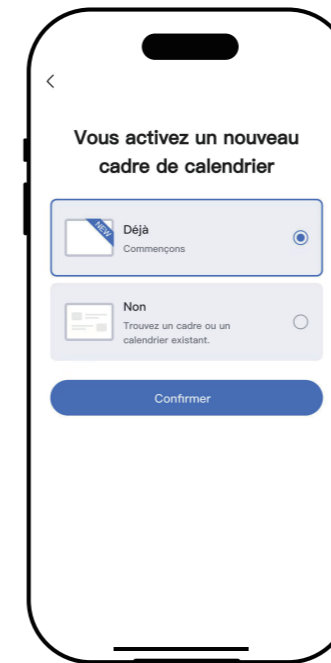 Vous activez un nouveau
cadre de calendrier
NEW
Déjà
Commençons
Non
Trouvez un cadre ou un
calendrier existant.
Confirmer